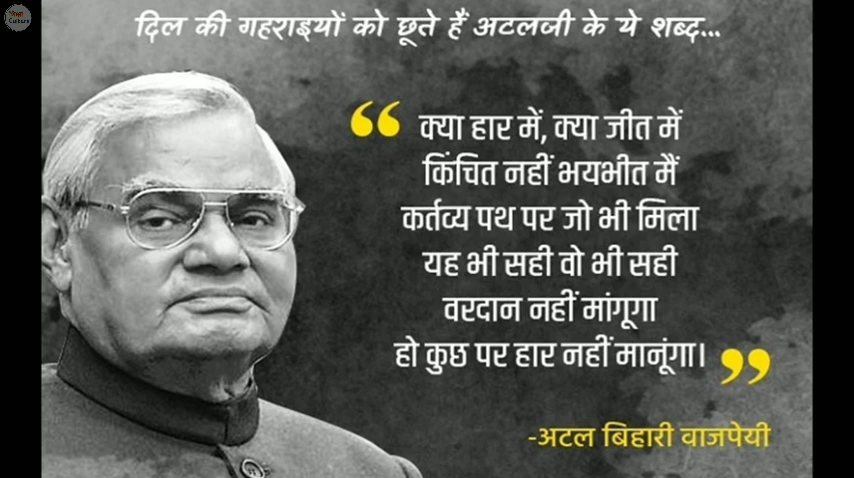 दिल की गहराइयों को छूते हैं अटलजी के ये शब्द...
“ क्या हार में, क्या जीत में
किंचित नहीं भयभीत मैं
कर्तव्य पथ पर जो भी मिला
यह भी सही वो भी सही
वरदान नहीं मांगूगा
हो कुछ पर हार नहीं मानूंगा। ”
-अटल बिहारी वाजपेयी